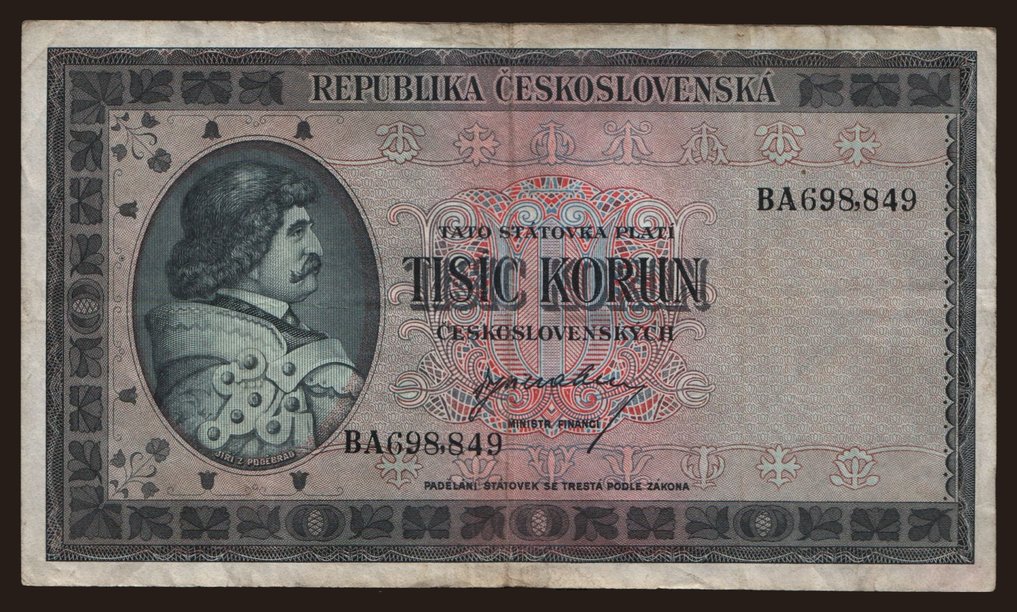 REPUBLIKA ČESKOSLOVENSKÁ
BA698,849
TATO STÁTOVKA PLATÍ
TISÍC KORUN
ČESKOSLOVENSKÝCH
MINISTR FINANCÍ
BA698,849
JIŘÍ Z PODĚBRAD
PADĚLÁNÍ STÁTOVEK SE TRESTÁ PODLE ZÁKONA